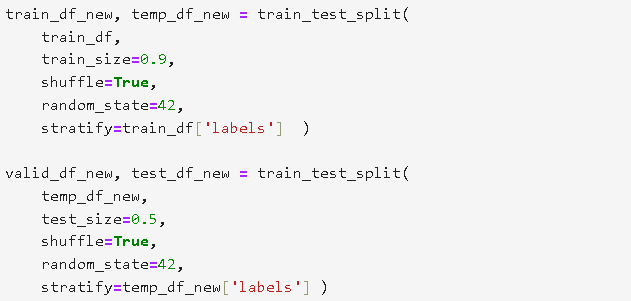 train_df_new, temp_df_new = train_test_split(
    train_df,
    train_size=0.9,
    shuffle=True,
    random_state=42,
    stratify=train_df['labels']  )

valid_df_new, test_df_new = train_test_split(
    temp_df_new,
    test_size=0.5,
    shuffle=True,
    random_state=42,
    stratify=temp_df_new['labels'] )